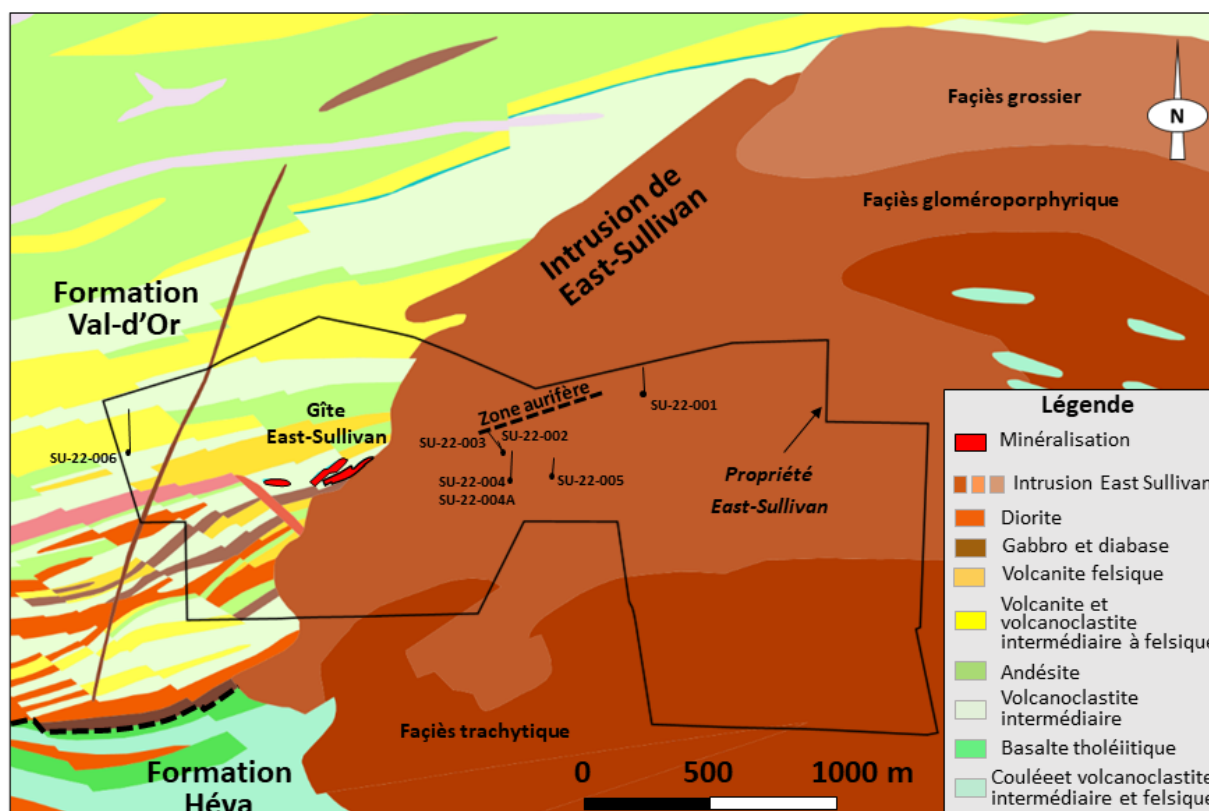 Façiès grossier
N
Façiès gloméroporphyrique
Intrusion de
East-Sullivan
Formation
Val-d'Or
Zone aurifère
SU-22-001
Gîte
East-Sullivan
SU-22-002
SU-22-003
SU-22-006
SU-22-004
SU-22-004A
SU-22-005
Propriété
East-Sullivan
Façiès trachytique
Formation
Héva
0 500 1000 m
Légende
Minéralisation
Intrusion East Sullivan
Diorite
Gabbro et diabase
Volcanite felsique
Volcanite et
volcanoclastite
intermédiaire à felsique
Andésite
Volcanoclastite
intermédiaire
Basalte tholéiitique
Couléeet volcanoclastite
intermédiaire et felsique